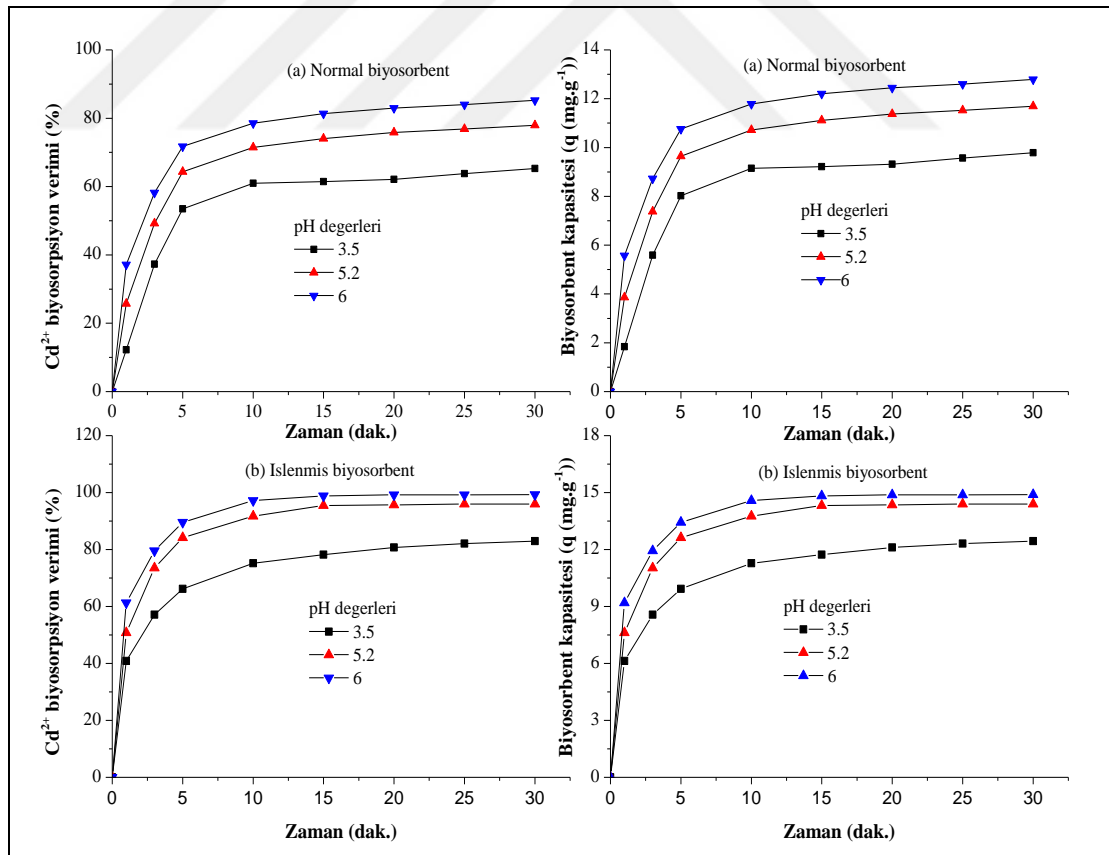 (a) Normal biyosorbent
Cd²⁺ biyosorpsiyon verimi (%)
100
80
60
40
20
0
pH degerleri
3.5
5.2
6
0 5 10 15 20 25 30
Zaman (dak.)
(a) Normal biyosorbent
Biyosorbent kapasitesi (q (mg.g⁻¹))
14
12
10
8
6
4
2
0
pH degerleri
3.5
5.2
6
0 5 10 15 20 25 30
Zaman (dak.)
(b) Islenmis biyosorbent
Cd²⁺ biyosorpsiyon verimi (%)
120
100
80
60
40
20
0
pH degerleri
3.5
5.2
6
0 5 10 15 20 25 30
Zaman (dak.)
(b) Islenmis biyosorbent
Biyosorbent kapasitesi (q (mg.g⁻¹))
18
15
12
9
6
3
0
pH degerleri
3.5
5.2
6
0 5 10 15 20 25 30
Zaman (dak.)